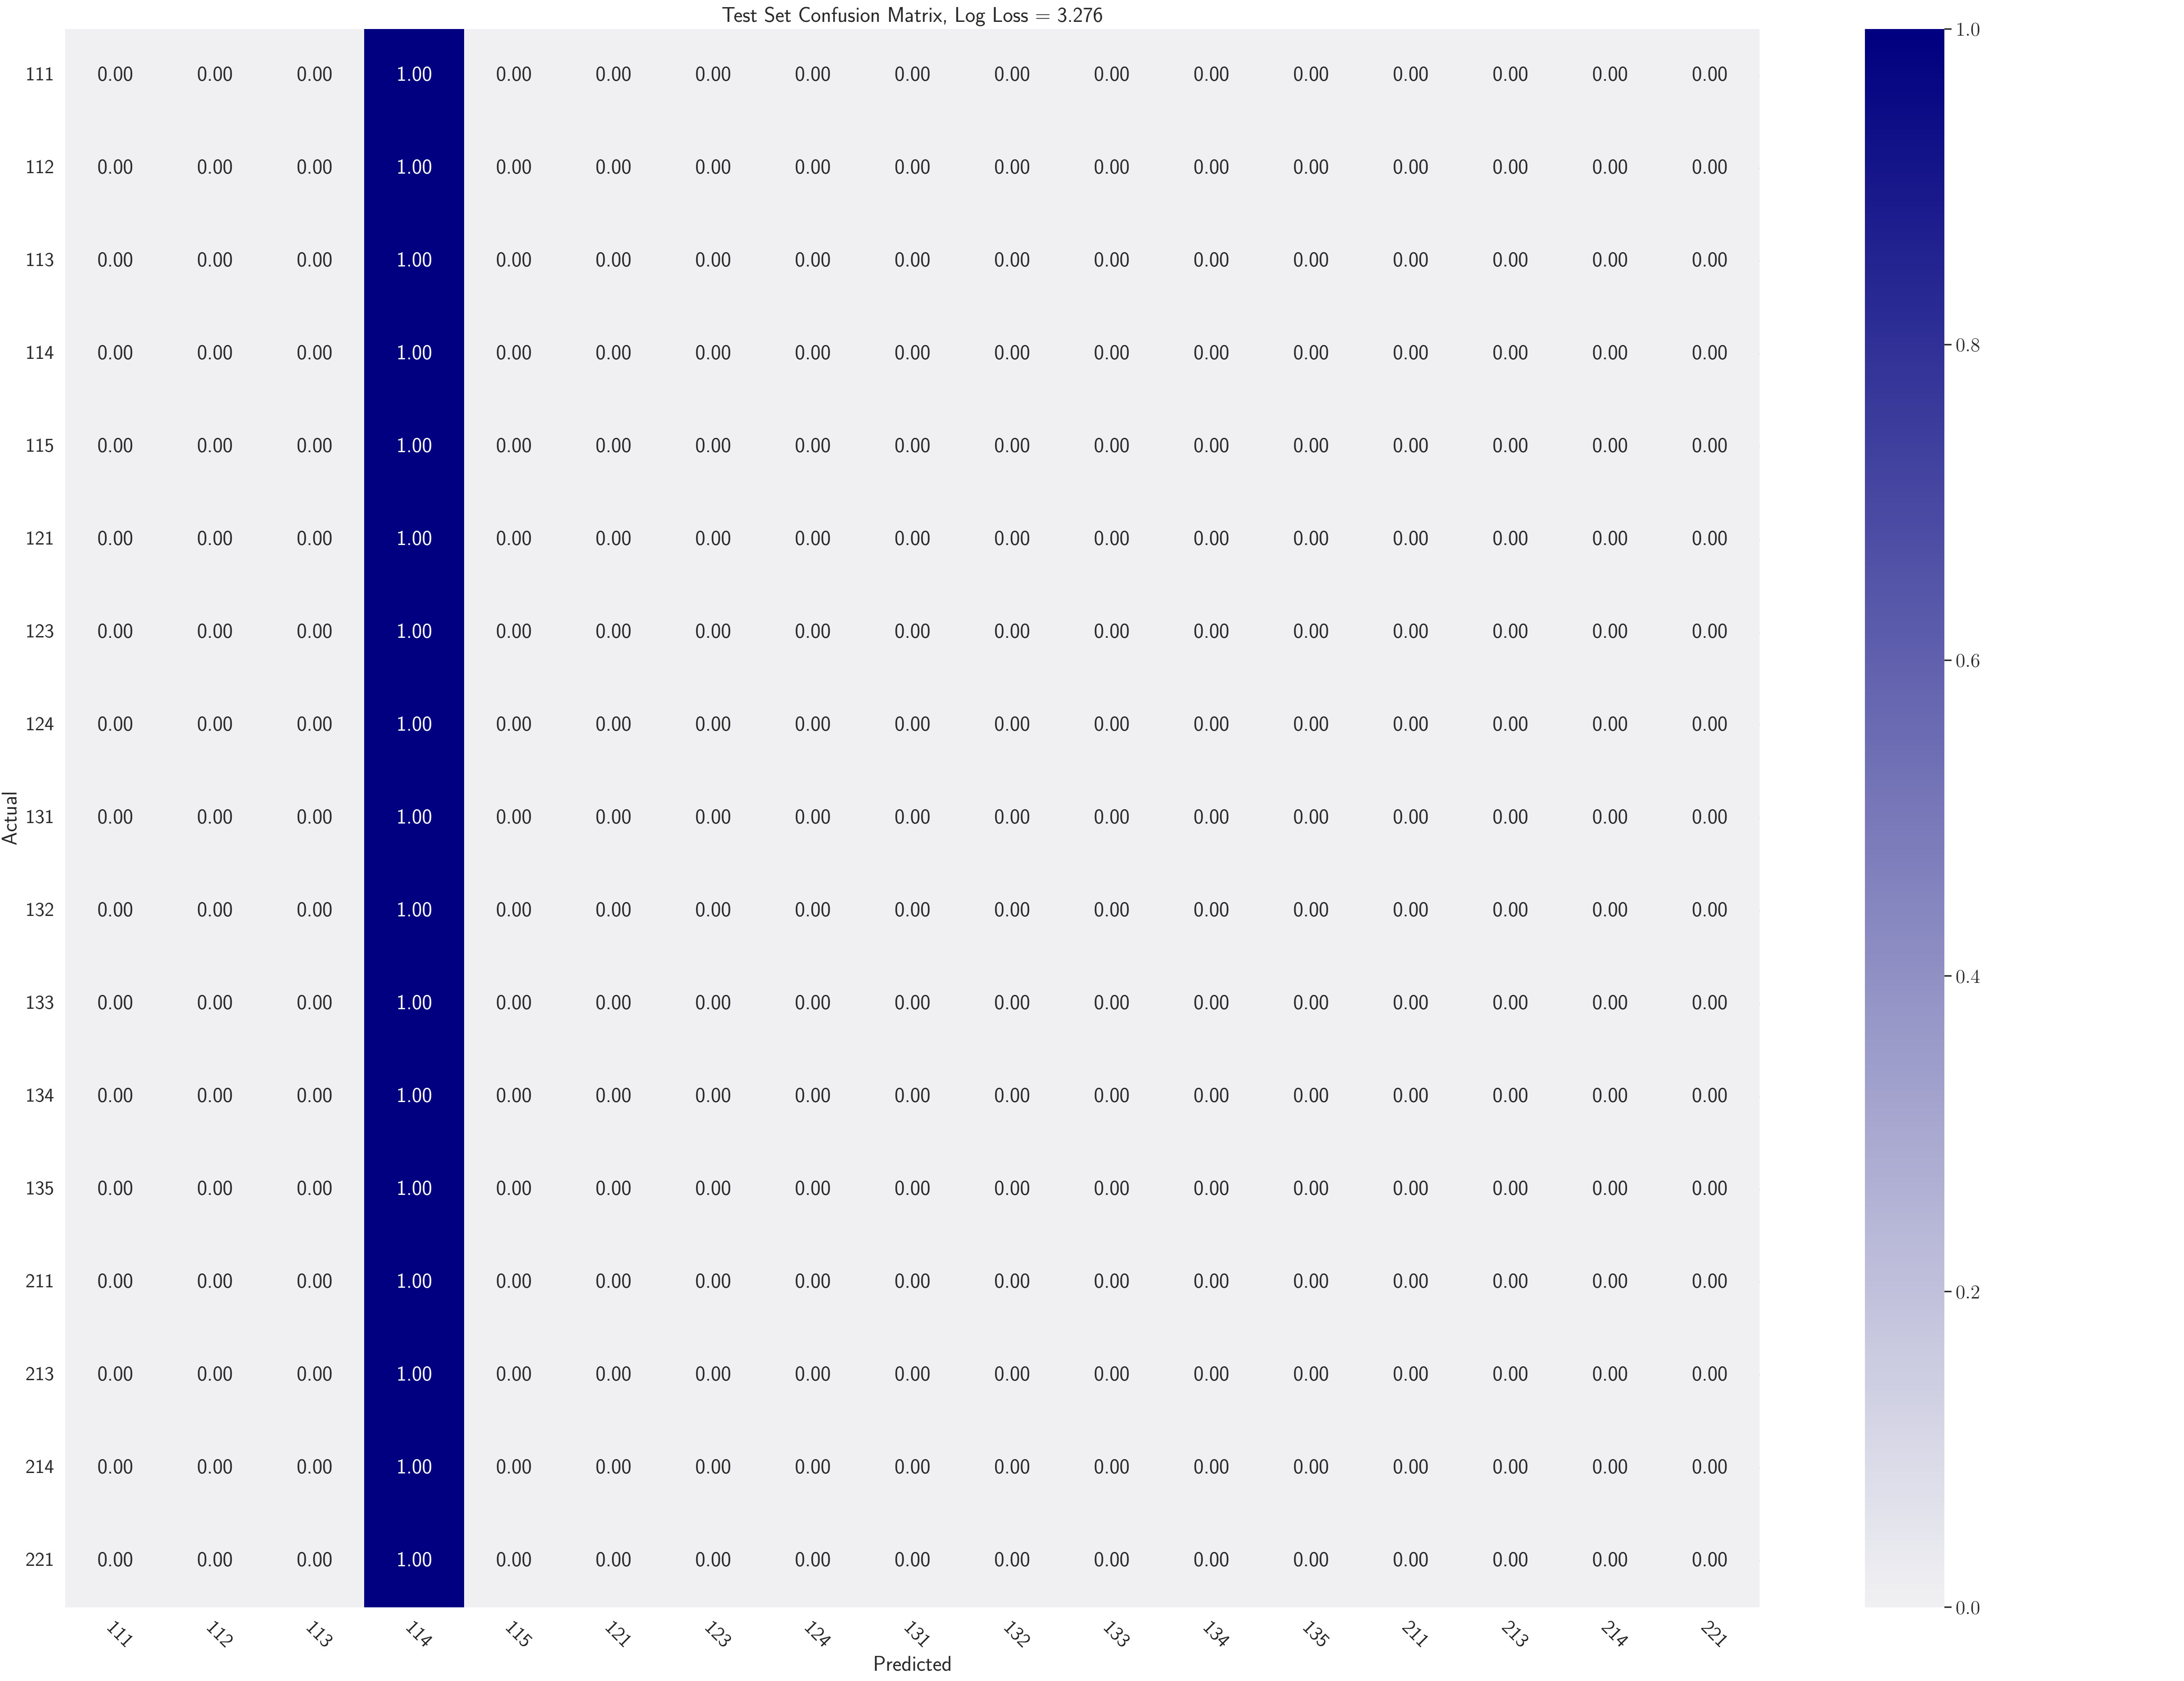 Test Set Confusion Matrix, Log Loss = 3.276
111 0.00 0.00 0.00 1.00 0.00 0.00 0.00 0.00 0.00 0.00 0.00 0.00 0.00 0.00 0.00 0.00 0.00
112 0.00 0.00 0.00 1.00 0.00 0.00 0.00 0.00 0.00 0.00 0.00 0.00 0.00 0.00 0.00 0.00 0.00
113 0.00 0.00 0.00 1.00 0.00 0.00 0.00 0.00 0.00 0.00 0.00 0.00 0.00 0.00 0.00 0.00 0.00
114 0.00 0.00 0.00 1.00 0.00 0.00 0.00 0.00 0.00 0.00 0.00 0.00 0.00 0.00 0.00 0.00 0.00
115 0.00 0.00 0.00 1.00 0.00 0.00 0.00 0.00 0.00 0.00 0.00 0.00 0.00 0.00 0.00 0.00 0.00
121 0.00 0.00 0.00 1.00 0.00 0.00 0.00 0.00 0.00 0.00 0.00 0.00 0.00 0.00 0.00 0.00 0.00
123 0.00 0.00 0.00 1.00 0.00 0.00 0.00 0.00 0.00 0.00 0.00 0.00 0.00 0.00 0.00 0.00 0.00
124 0.00 0.00 0.00 1.00 0.00 0.00 0.00 0.00 0.00 0.00 0.00 0.00 0.00 0.00 0.00 0.00 0.00
131 0.00 0.00 0.00 1.00 0.00 0.00 0.00 0.00 0.00 0.00 0.00 0.00 0.00 0.00 0.00 0.00 0.00
132 0.00 0.00 0.00 1.00 0.00 0.00 0.00 0.00 0.00 0.00 0.00 0.00 0.00 0.00 0.00 0.00 0.00
133 0.00 0.00 0.00 1.00 0.00 0.00 0.00 0.00 0.00 0.00 0.00 0.00 0.00 0.00 0.00 0.00 0.00
134 0.00 0.00 0.00 1.00 0.00 0.00 0.00 0.00 0.00 0.00 0.00 0.00 0.00 0.00 0.00 0.00 0.00
135 0.00 0.00 0.00 1.00 0.00 0.00 0.00 0.00 0.00 0.00 0.00 0.00 0.00 0.00 0.00 0.00 0.00
211 0.00 0.00 0.00 1.00 0.00 0.00 0.00 0.00 0.00 0.00 0.00 0.00 0.00 0.00 0.00 0.00 0.00
213 0.00 0.00 0.00 1.00 0.00 0.00 0.00 0.00 0.00 0.00 0.00 0.00 0.00 0.00 0.00 0.00 0.00
214 0.00 0.00 0.00 1.00 0.00 0.00 0.00 0.00 0.00 0.00 0.00 0.00 0.00 0.00 0.00 0.00 0.00
221 0.00 0.00 0.00 1.00 0.00 0.00 0.00 0.00 0.00 0.00 0.00 0.00 0.00 0.00 0.00 0.00 0.00
111 112 113 114 115 121 123 124 131 132 133 134 135 211 213 214 221
Predicted
Actual
1.0
0.8
0.6
0.4
0.2
0.0